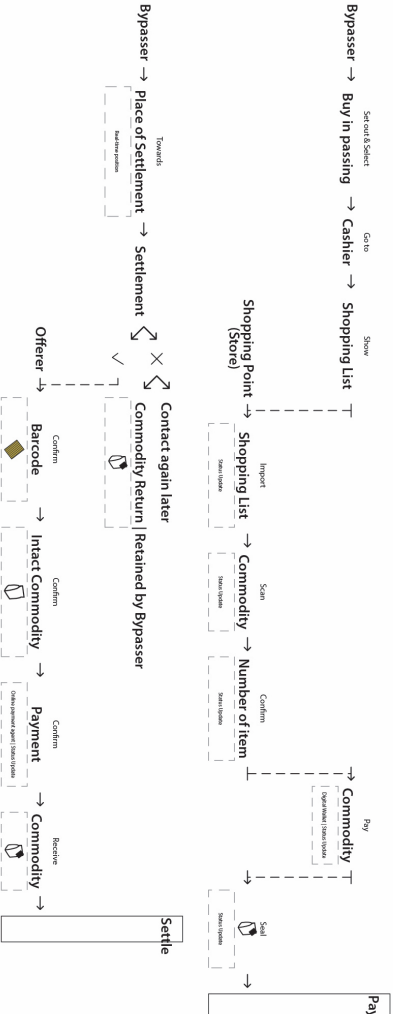 Set out & Select
Go to
Show
Bypasser → Buy in passing → Cashier → Shopping List
Import
Scan
Confirm
Pay
Seal
Shopping Point
(Store)
→ Shopping List → Commodity → Number of item → Commodity → →
Status Update
Status Update
Status Update
Digital Wallet | Status Update
Status Update
Pay
Towards
Bypasser → Place of Settlement → Settlement
Real-time-position
Contact again later
Commodity Return | Retained by Bypasser
Confirm
Confirm
Confirm
Receive
Offerer → Barcode → Intact Commodity → Payment → Commodity →
Online payment agent | Status Update
Settle